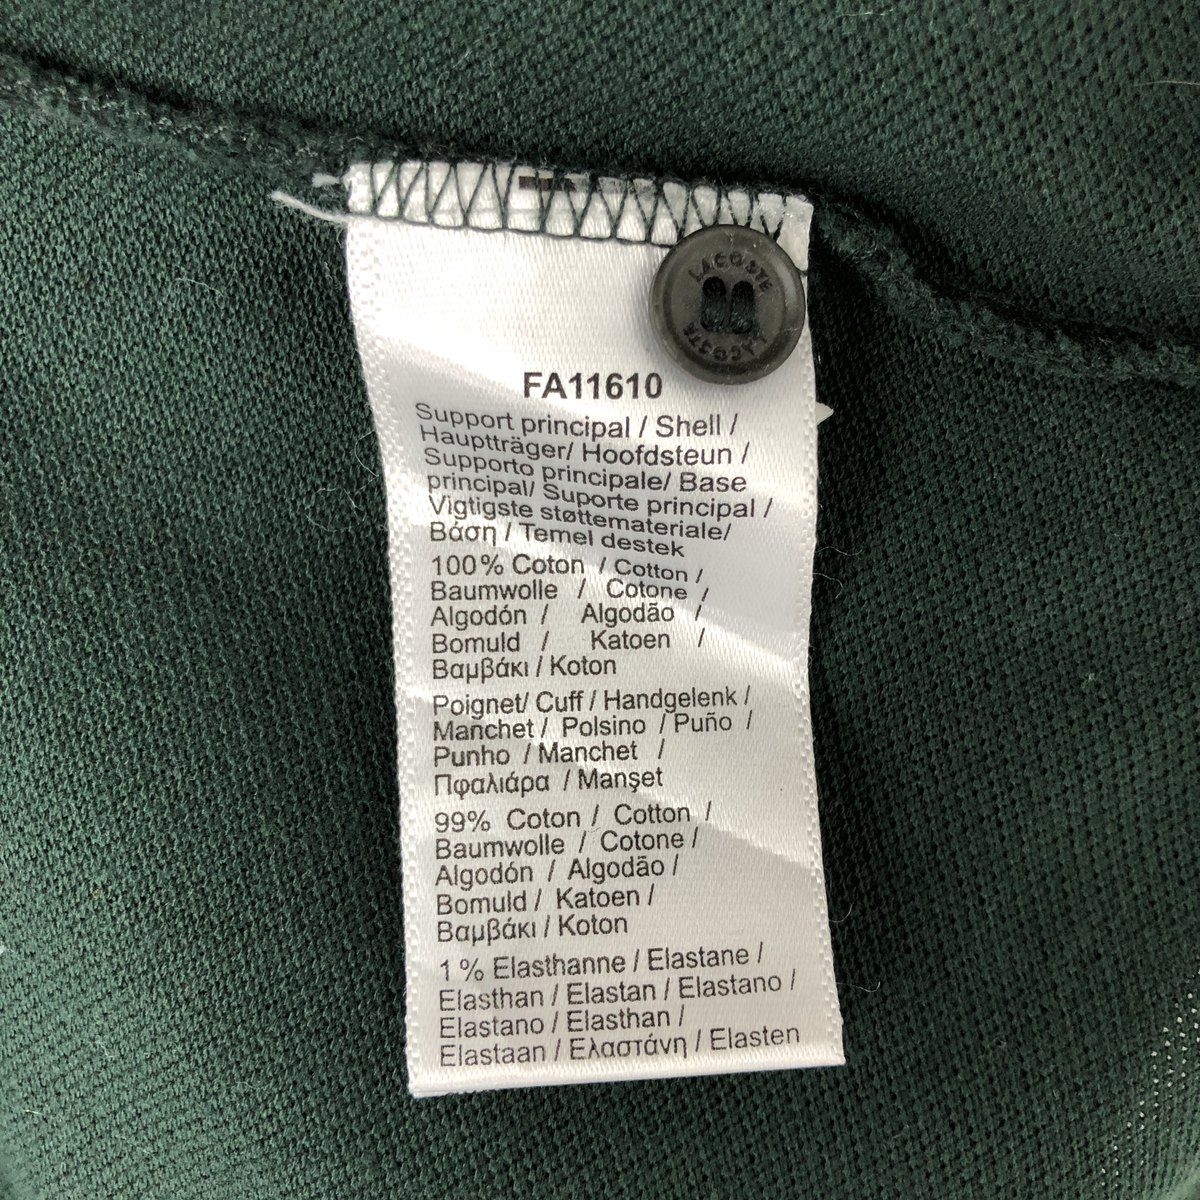 LACOSTE
LACOSTE
FA11610
Support principal / Shell /
Hauptträger/ Hoofdsteun /
Supporto principale/ Base
principal/ Suporte principal /
Vigtigste støttemateriale/
Βάση / Temel destek
100% Coton / Cotton /
Baumwolle / Cotone /
Algodón / Algodão /
Bomuld / Katoen /
Βαμβάκι / Koton
Poignet/ Cuff / Handgelenk /
Manchet / Polsino / Puño /
Punho / Manchet /
Πφαλιάρα / Manşet
99% Coton / Cotton /
Baumwolle / Cotone /
Algodón / Algodão /
Bomuld / Katoen /
Βαμβάκι / Koton
1 % Elasthanne / Elastane /
Elasthan / Elastan / Elastano /
Elastano / Elasthan /
Elastaan / Ελαστάνη / Elasten